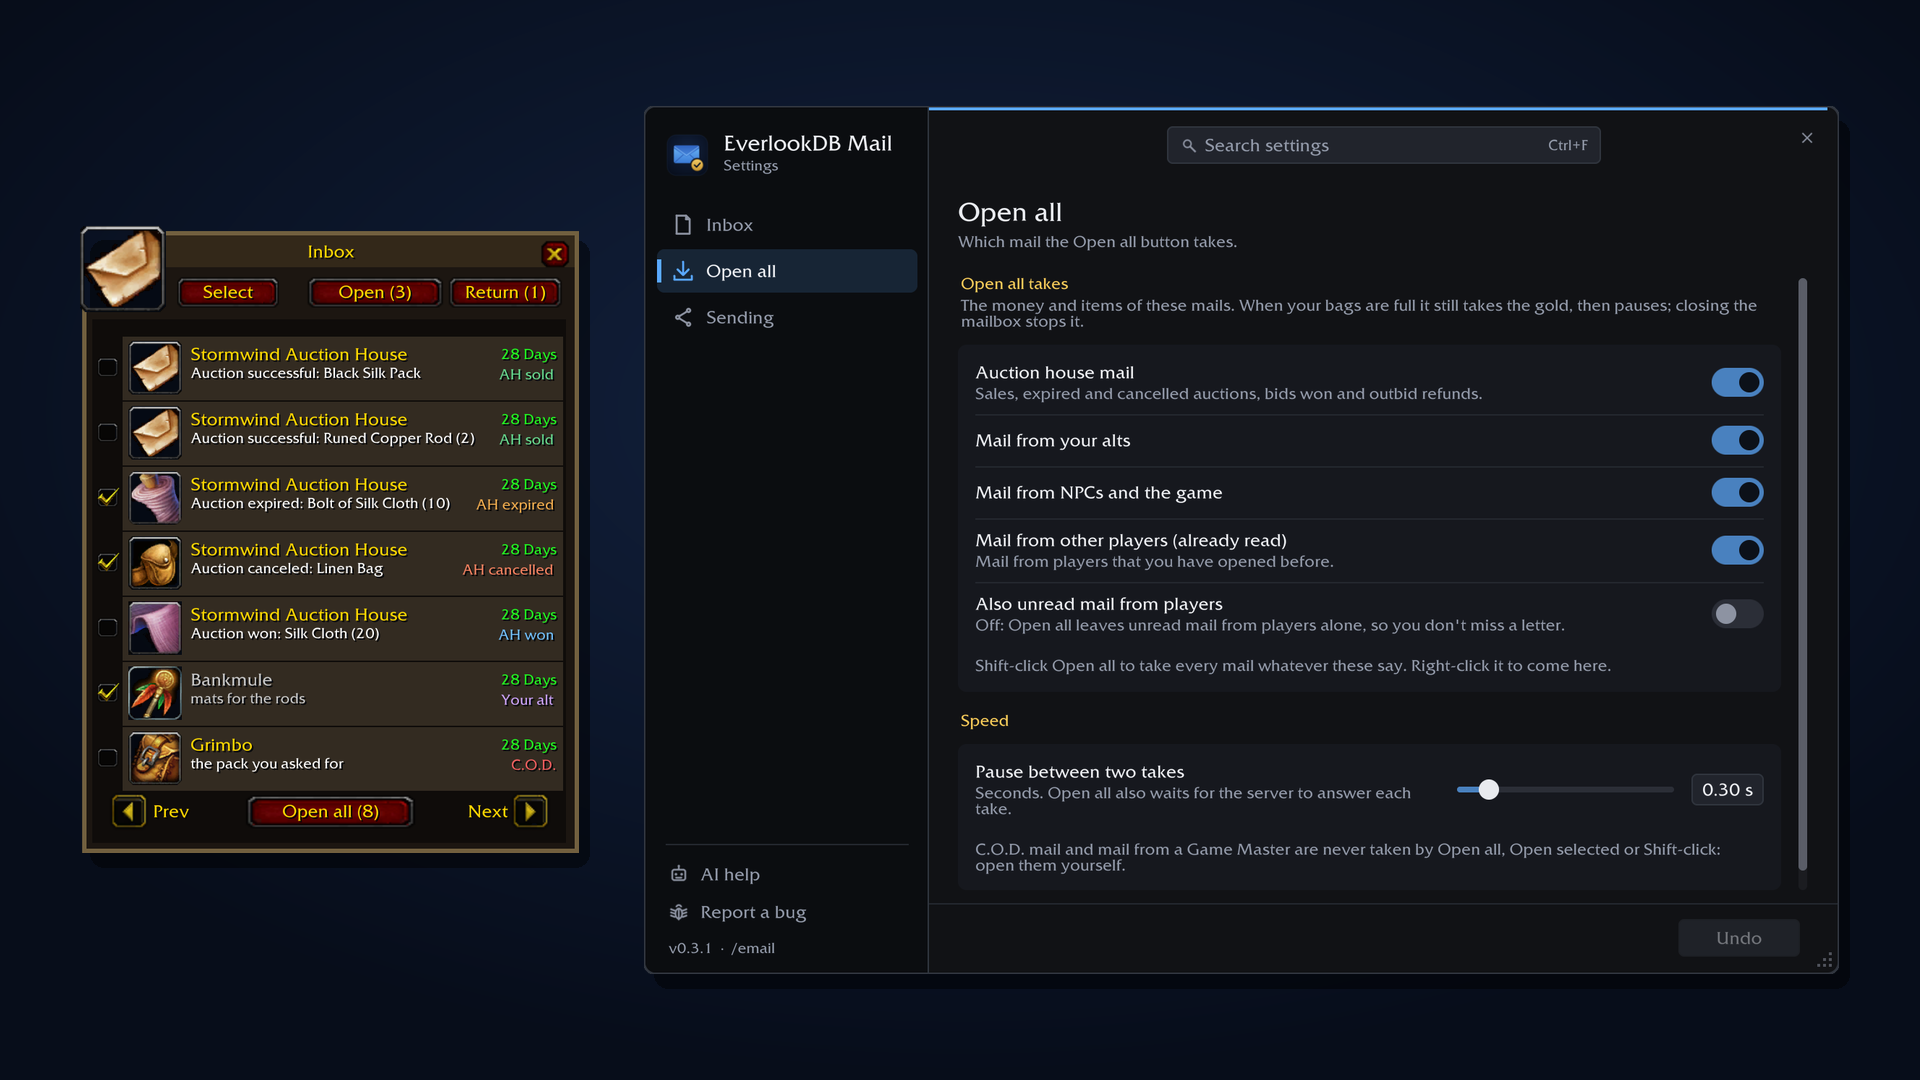 Inbox
Select
Open (3)
Return (1)
Stormwind Auction House
28 Days
Auction successful: Black Silk Pack
AH sold
Stormwind Auction House
28 Days
Auction successful: Runed Copper Rod (2)
AH sold
Stormwind Auction House
28 Days
Auction expired: Bolt of Silk Cloth (10)
AH expired
Stormwind Auction House
28 Days
Auction canceled: Linen Bag
AH cancelled
Stormwind Auction House
28 Days
Auction won: Silk Cloth (20)
AH won
Bankmule
28 Days
mats for the rods
Your alt
Grimbo
28 Days
the pack you asked for
C.O.D.
Prev
Open all (8)
Next
EverlookDB Mail
Settings
Inbox
Open all
Sending
AI help
Report a bug
v0.3.1 · /email
Search settings
Ctrl+F
Open all
Which mail the Open all button takes.
Open all takes
The money and items of these mails. When your bags are full it still takes the gold, then pauses; closing the
mailbox stops it.
Auction house mail
Sales, expired and cancelled auctions, bids won and outbid refunds.
Mail from your alts
Mail from NPCs and the game
Mail from other players (already read)
Mail from players that you have opened before.
Also unread mail from players
Off: Open all leaves unread mail from players alone, so you don't miss a letter.
Shift-click Open all to take every mail whatever these say. Right-click it to come here.
Speed
Pause between two takes
Seconds. Open all also waits for the server to answer each
take.
0.30 s
C.O.D. mail and mail from a Game Master are never taken by Open all, Open selected or Shift-click:
open them yourself.
Undo